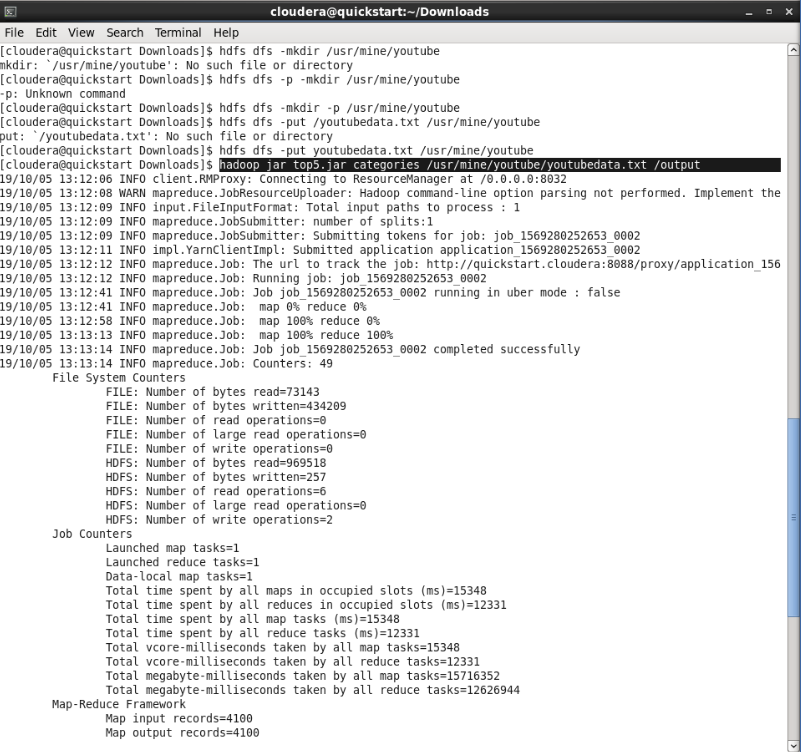 cloudera@quickstart:~/Downloads
File Edit View Search Terminal Help
[cloudera@quickstart Downloads]$ hdfs dfs -mkdir /usr/mine/youtube
mkdir: `/usr/mine/youtube': No such file or directory
[cloudera@quickstart Downloads]$ hdfs dfs -p -mkdir /usr/mine/youtube
-p: Unknown command
[cloudera@quickstart Downloads]$ hdfs dfs -mkdir -p /usr/mine/youtube
[cloudera@quickstart Downloads]$ hdfs dfs -put /youtubedata.txt /usr/mine/youtube
put: `/youtubedata.txt': No such file or directory
[cloudera@quickstart Downloads]$ hdfs dfs -put youtubedata.txt /usr/mine/youtube
[cloudera@quickstart Downloads]$ hadoop jar top5.jar categories /usr/mine/youtube/youtubedata.txt /output
19/10/05 13:12:06 INFO client.RMProxy: Connecting to ResourceManager at /0.0.0.0:8032
19/10/05 13:12:08 WARN mapreduce.JobResourceUploader: Hadoop command-line option parsing not performed. Implement the
19/10/05 13:12:09 INFO input.FileInputFormat: Total input paths to process : 1
19/10/05 13:12:09 INFO mapreduce.JobSubmitter: number of splits:1
19/10/05 13:12:09 INFO mapreduce.JobSubmitter: Submitting tokens for job: job_1569280252653_0002
19/10/05 13:12:11 INFO impl.YarnClientImpl: Submitted application application_1569280252653_0002
19/10/05 13:12:12 INFO mapreduce.Job: The url to track the job: http://quickstart.cloudera:8088/proxy/application_156
19/10/05 13:12:12 INFO mapreduce.Job: Running job: job_1569280252653_0002
19/10/05 13:12:41 INFO mapreduce.Job: Job job_1569280252653_0002 running in uber mode : false
19/10/05 13:12:41 INFO mapreduce.Job:  map 0% reduce 0%
19/10/05 13:12:58 INFO mapreduce.Job:  map 100% reduce 0%
19/10/05 13:13:13 INFO mapreduce.Job:  map 100% reduce 100%
19/10/05 13:13:14 INFO mapreduce.Job: Job job_1569280252653_0002 completed successfully
19/10/05 13:13:14 INFO mapreduce.Job: Counters: 49
File System Counters
FILE: Number of bytes read=73143
FILE: Number of bytes written=434209
FILE: Number of read operations=0
FILE: Number of large read operations=0
FILE: Number of write operations=0
HDFS: Number of bytes read=969518
HDFS: Number of bytes written=257
HDFS: Number of read operations=6
HDFS: Number of large read operations=0
HDFS: Number of write operations=2
Job Counters
Launched map tasks=1
Launched reduce tasks=1
Data-local map tasks=1
Total time spent by all maps in occupied slots (ms)=15348
Total time spent by all reduces in occupied slots (ms)=12331
Total time spent by all map tasks (ms)=15348
Total time spent by all reduce tasks (ms)=12331
Total vcore-milliseconds taken by all map tasks=15348
Total vcore-milliseconds taken by all reduce tasks=12331
Total megabyte-milliseconds taken by all map tasks=15716352
Total megabyte-milliseconds taken by all reduce tasks=12626944
Map-Reduce Framework
Map input records=4100
Map output records=4100